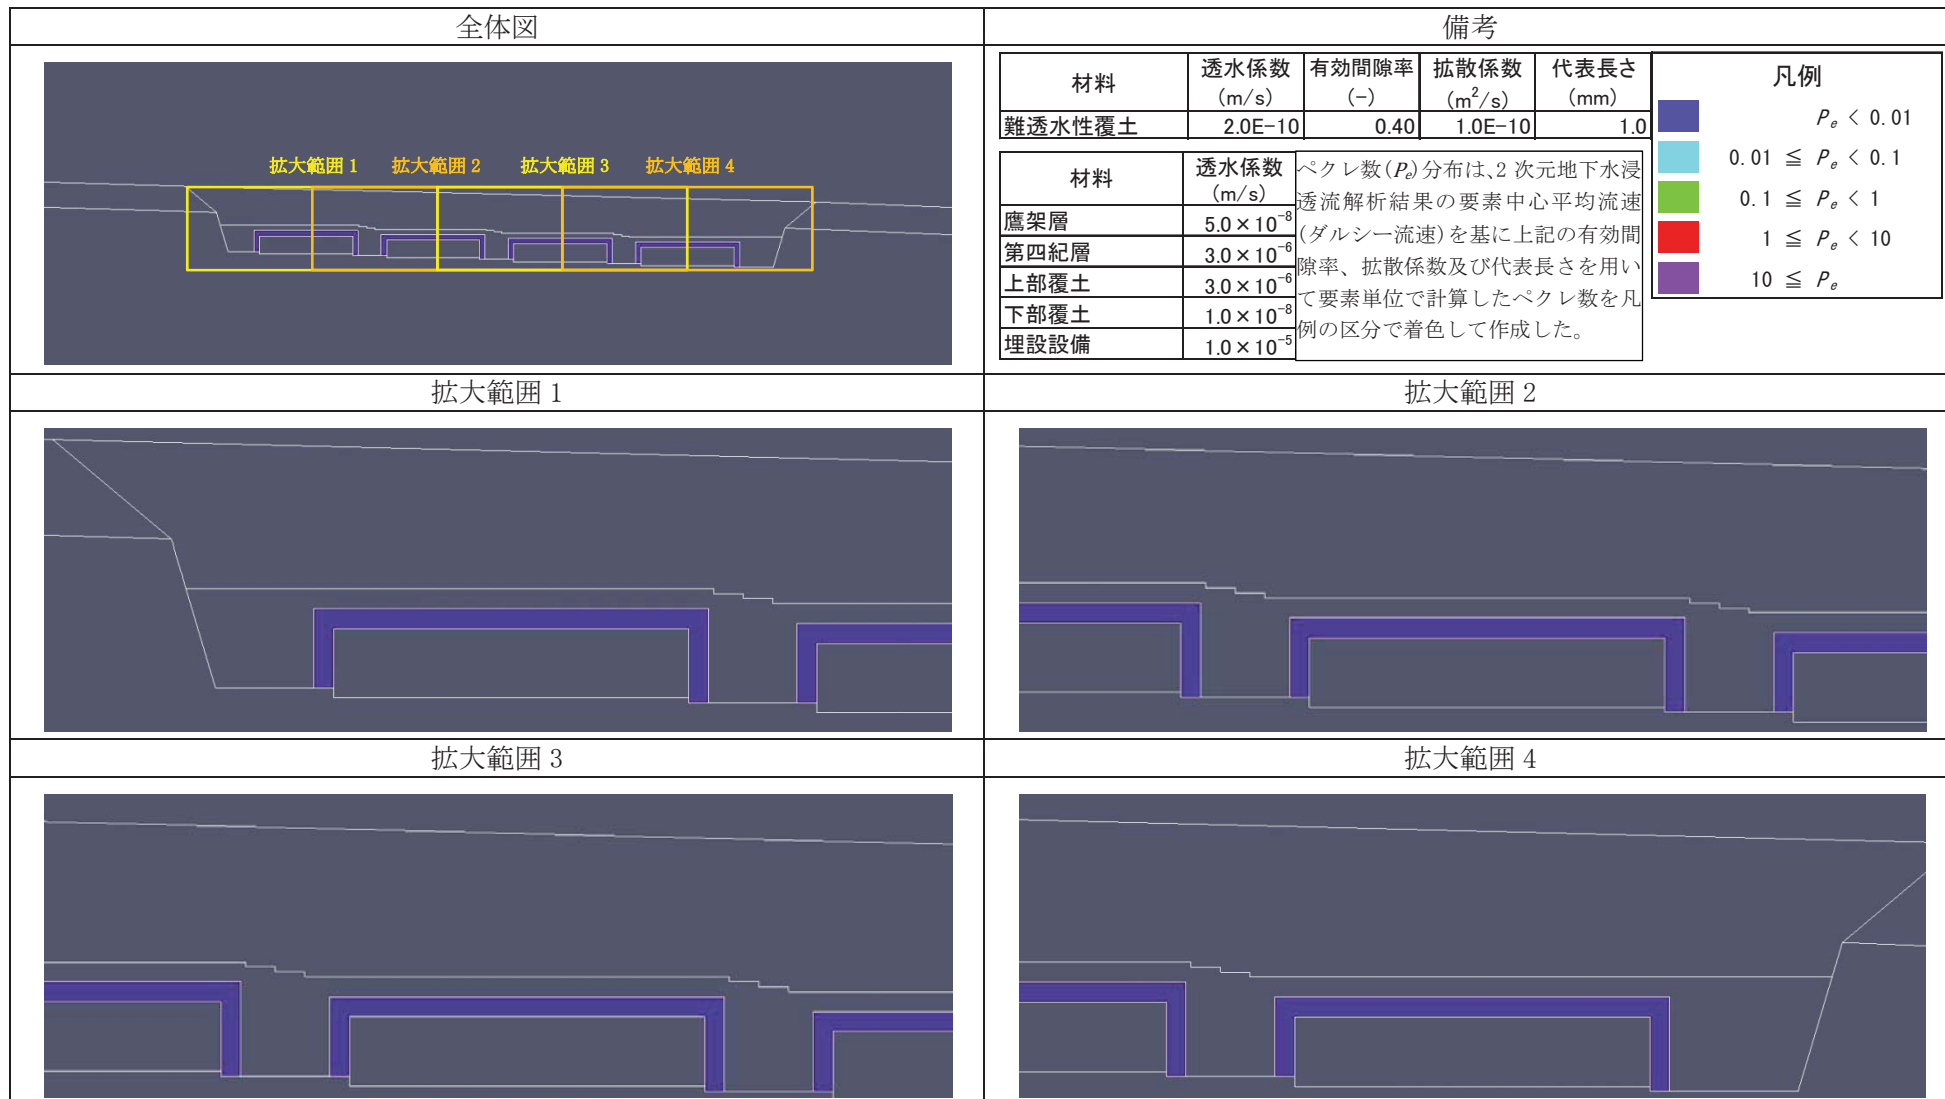 全体図
備考
拡大範囲 1
拡大範囲 2
拡大範囲 3
拡大範囲 4
材料 透水係数 (m/s) 有効間隙率 (-) 拡散係数 (m²/s) 代表長さ (mm)
難透水性覆土 2.0E-10 0.40 1.0E-10 1.0
材料 透水係数 (m/s)
鷹架層 5.0×10⁻⁸
第四紀層 3.0×10⁻⁶
上部覆土 3.0×10⁻⁶
下部覆土 1.0×10⁻⁸
埋設設備 1.0×10⁻⁵
ペクレ数(Pe)分布は、2 次元地下水浸
透流解析結果の要素中心平均流速
(ダルシー流速)を基に上記の有効間
隙率、拡散係数及び代表長さを用い
て要素単位で計算したペクレ数を凡
例の区分で着色して作成した。
凡例
Pe < 0.01
0.01 ≦ Pe < 0.1
0.1 ≦ Pe < 1
1 ≦ Pe < 10
10 ≦ Pe
拡大範囲 1
拡大範囲 2
拡大範囲 3
拡大範囲 4